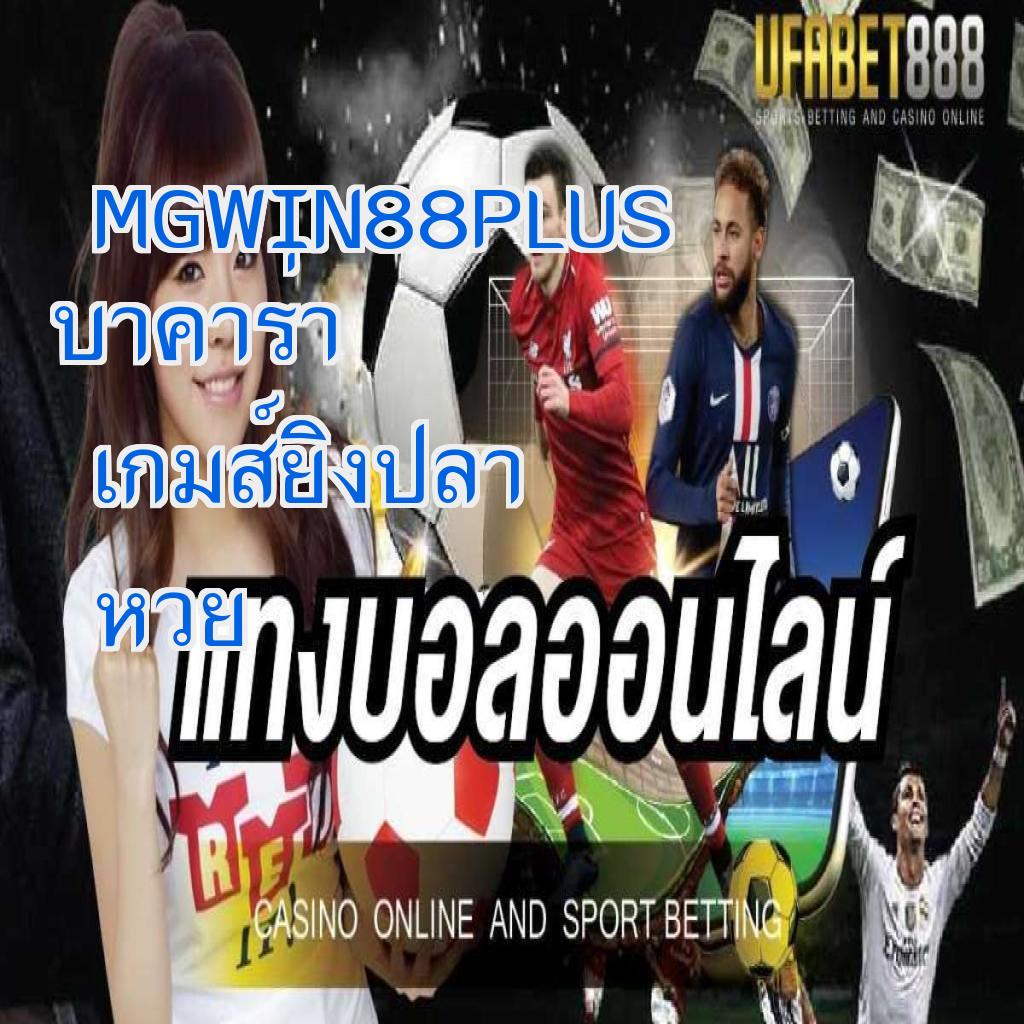 UFABET888
SPORTS BETTING AND CASINO ONLINE
MGWIN88PLUS
บาคาร่า
เกมส์ยิงปลา
หวย
แทงบอลออนไลน์
CASINO ONLINE AND SPORT BETTING